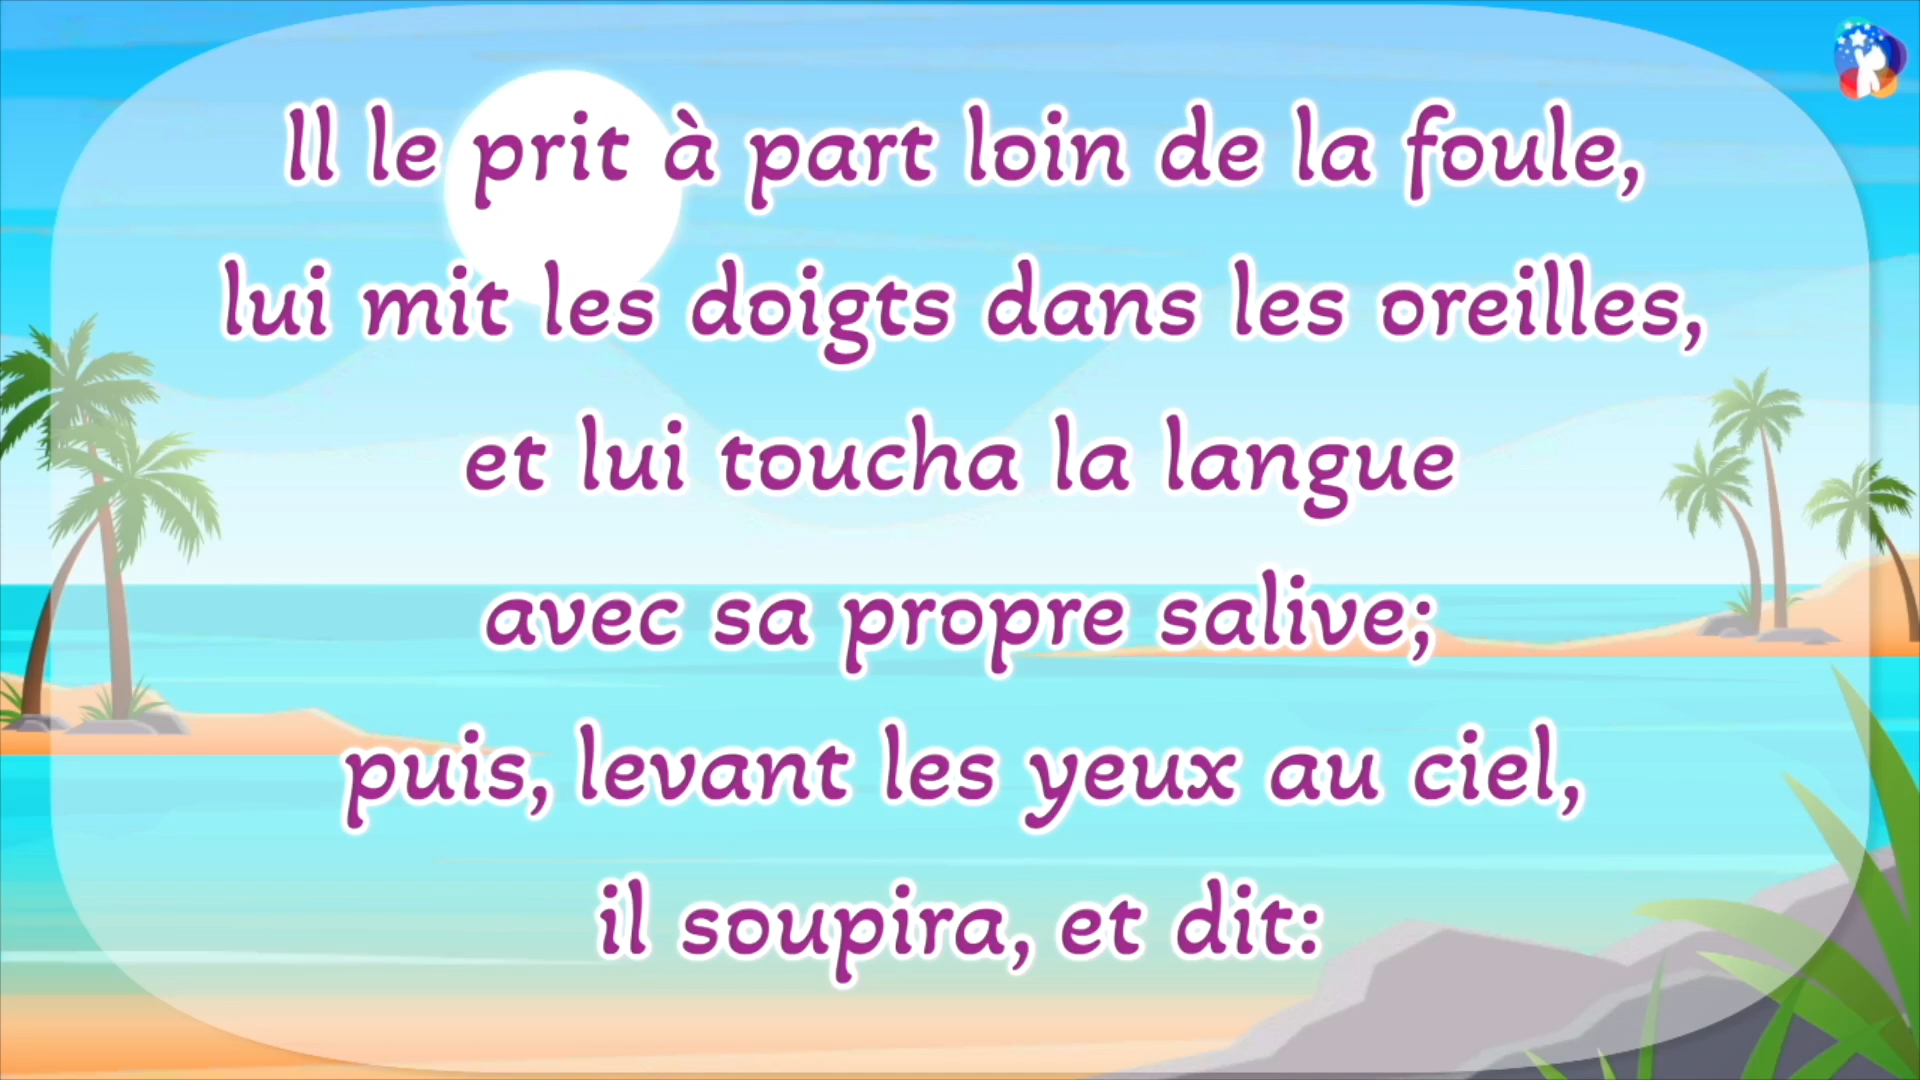 Il le prit à part loin de la foule,
lui mit les doigts dans les oreilles,
et lui toucha la langue
avec sa propre salive;
puis, levant les yeux au ciel,
il soupira, et dit: